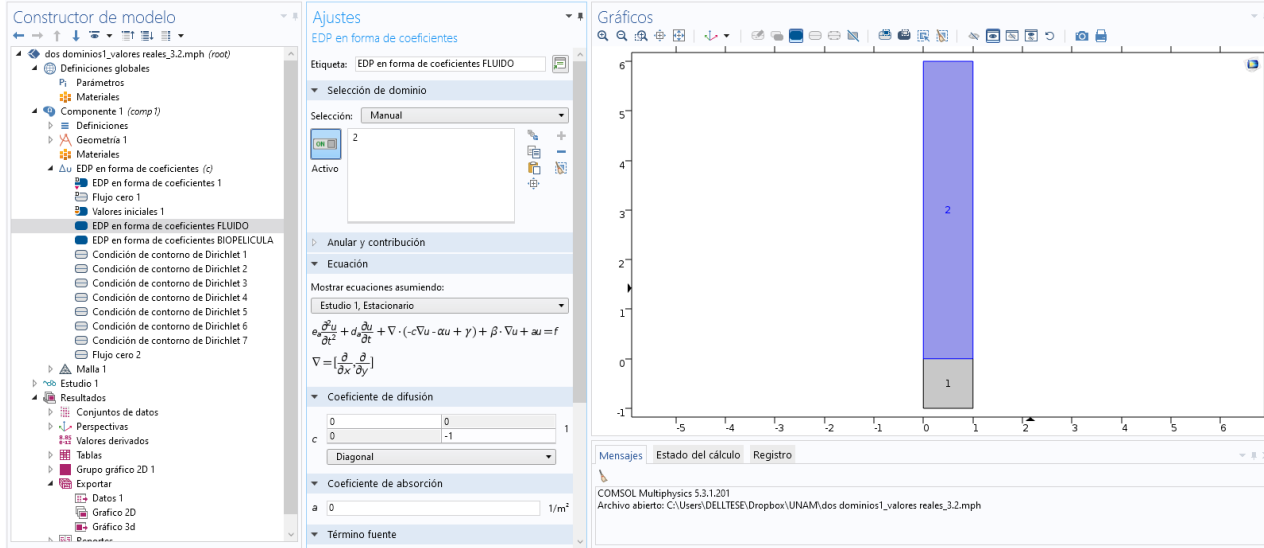 Constructor de modelo
dos dominios1_valores reales_3.2.mph (root)
Definiciones globales
Pi Parámetros
Materiales
Componente 1 (comp1)
Definiciones
Geometría 1
Materiales
Δu EDP en forma de coeficientes (c)
EDP en forma de coeficientes 1
Flujo cero 1
Valores iniciales 1
EDP en forma de coeficientes FLUIDO
EDP en forma de coeficientes BIOPELICULA
Condición de contorno de Dirichlet 1
Condición de contorno de Dirichlet 2
Condición de contorno de Dirichlet 3
Condición de contorno de Dirichlet 4
Condición de contorno de Dirichlet 5
Condición de contorno de Dirichlet 6
Condición de contorno de Dirichlet 7
Flujo cero 2
Malla 1
Estudio 1
Resultados
Conjuntos de datos
Perspectivas
Valores derivados
Tablas
Grupo gráfico 2D 1
Exportar
Datos 1
Grafico 2D
Gráfico 3d
Reportes
Ajustes
EDP en forma de coeficientes
Etiqueta: EDP en forma de coeficientes FLUIDO
Selección de dominio
Selección: Manual
ON
Activo
2
Anular y contribución
Ecuación
Mostrar ecuaciones asumiendo:
Estudio 1, Estacionario
eₐ∂²u/∂t² + dₐ∂u/∂t + ∇·(-c∇u - αu + γ) + β·∇u + au = f
∇ = [∂/∂x, ∂/∂y]
Coeficiente de difusión
c
0 0
0 -1
1
Diagonal
Coeficiente de absorción
a 0 1/m²
Término fuente
Gráficos
6
5
4
3
2
1
0
-1
2
1
-5 -4 -3 -2 -1 0 1 2 3 4 5 6
Mensajes Estado del cálculo Registro
COMSOL Multiphysics 5.3.1.201
Archivo abierto: C:\Users\DELLTESE\Dropbox\UNAM\dos dominios1_valores reales_3.2.mph